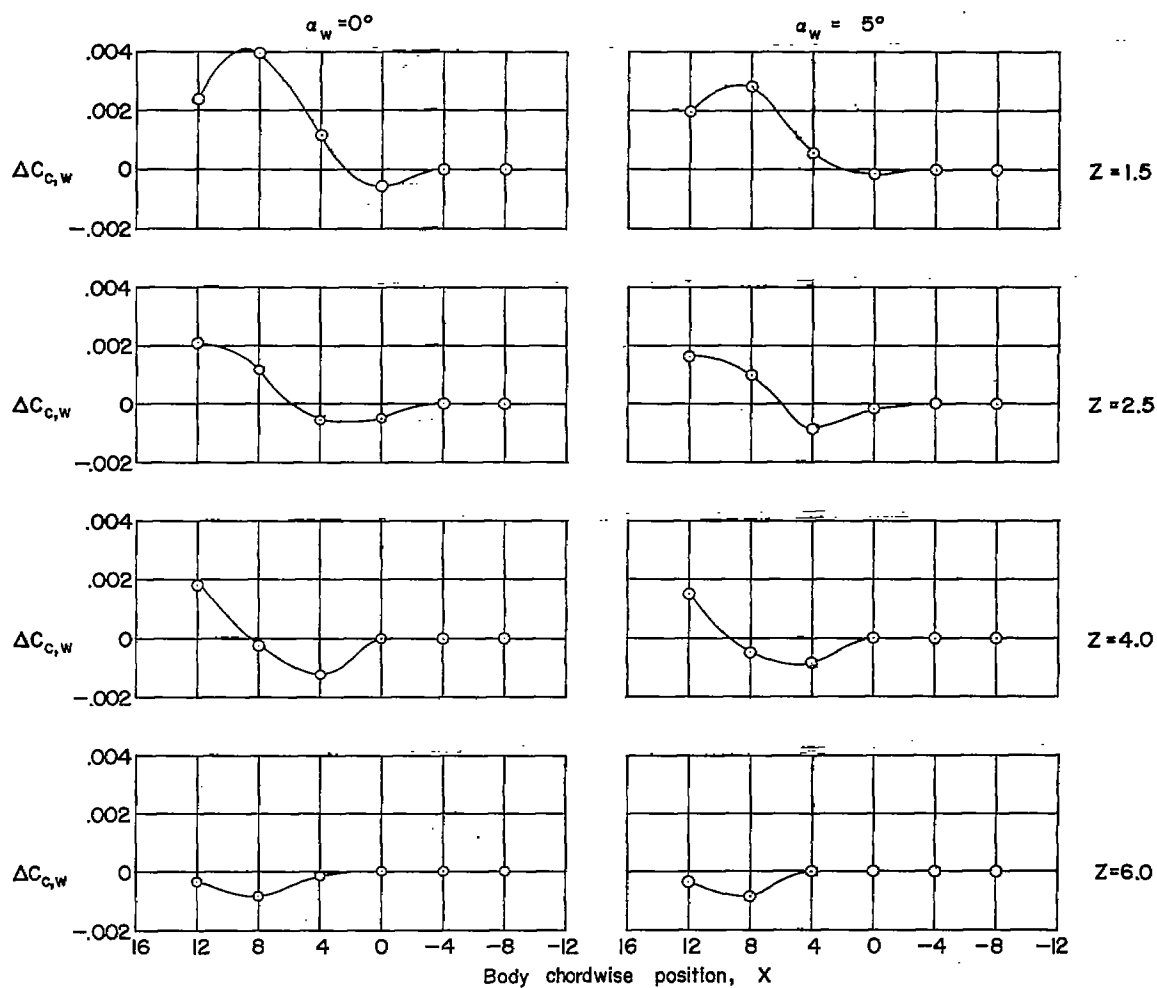 α_w = 0° α_w = 5°
.004
.002
ΔC_c,w 0 Z = 1.5
-.002
.004
.002
ΔC_c,w 0 Z = 2.5
-.002
.004
.002
ΔC_c,w 0 Z = 4.0
-.002
.004
.002
ΔC_c,w 0 Z = 6.0
-.002
16 12 8 4 0 -4 -8 -12 16 12 8 4 0 -4 -8 -12
Body chordwise position, X